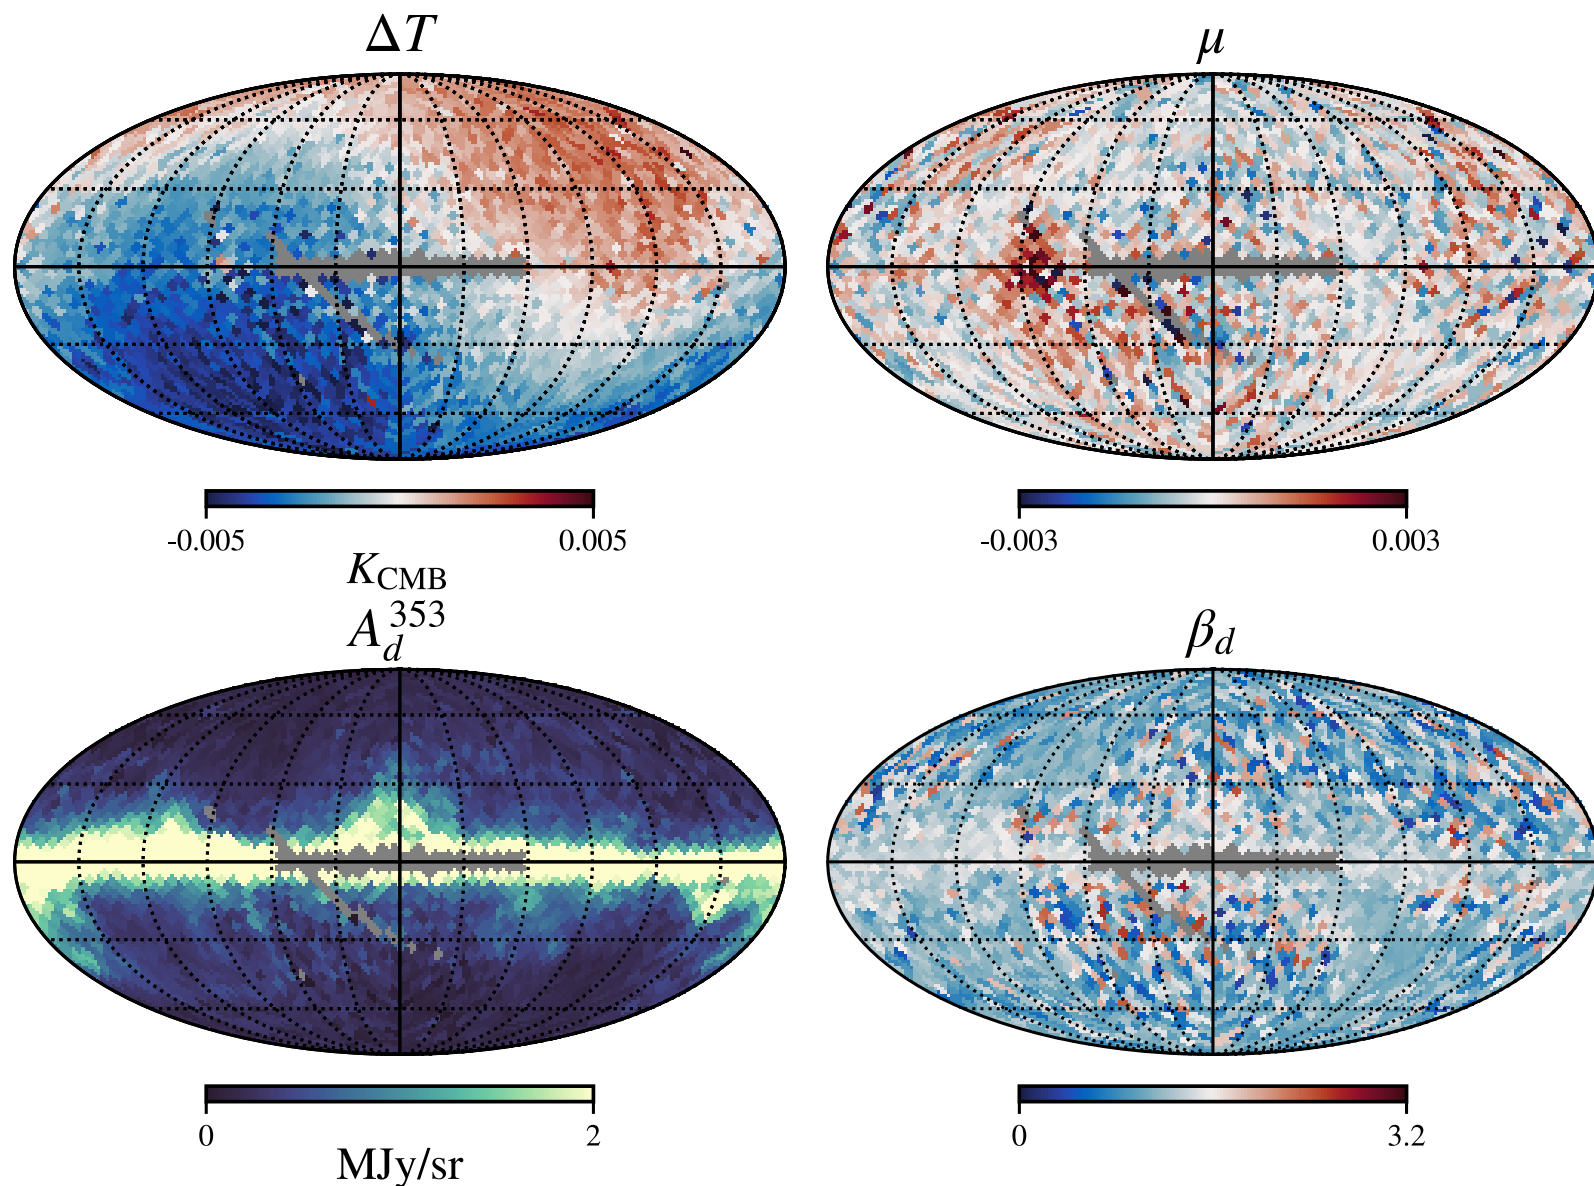 ΔT
μ
-0.005 0.005
K_CMB
-0.003 0.003
A_d^353
β_d
0 2
MJy/sr
0 3.2